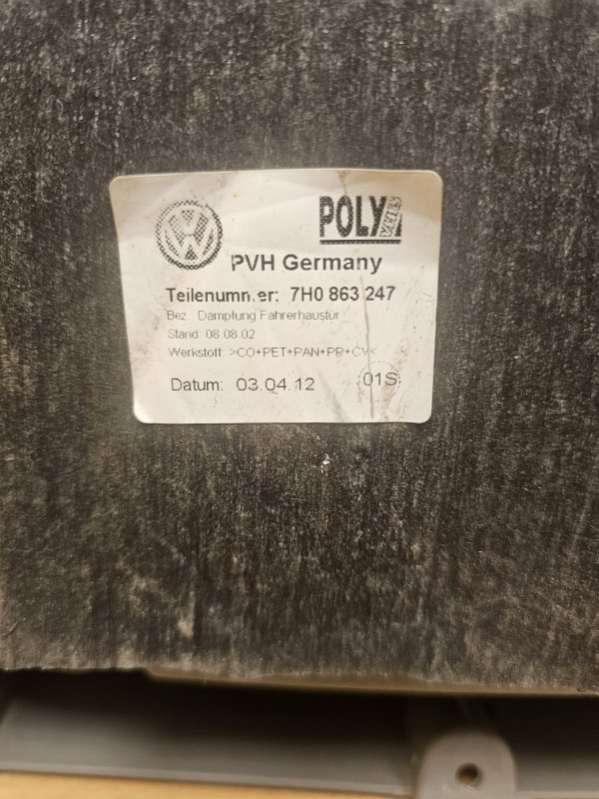 POLY
PVH Germany
Teilenummer: 7H0 863 247
Bez.: Dämpfung Fahrerhaustür
Stand: 08.08.02
Werkstoff: >CO+PET+PAN+PP+CV<
Datum: 03.04.12
01S